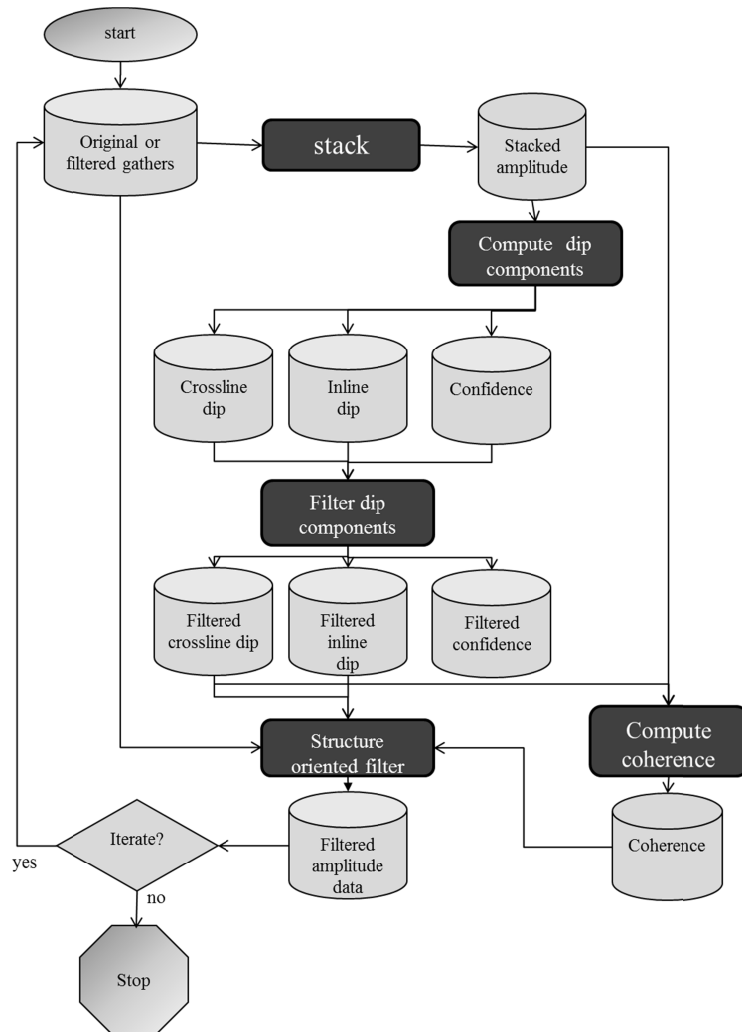 start
Original or
filtered gathers
stack
Stacked
amplitude
Compute dip
components
Crossline
dip
Inline
dip
Confidence
Filter dip
components
Filtered
crossline dip
Filtered
inline
dip
Filtered
confidence
Structure
oriented filter
Compute
coherence
Iterate?
Filtered
amplitude
data
Coherence
yes
no
Stop